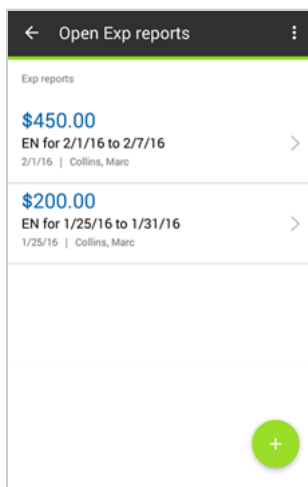 Open Exp reports
Exp reports
$450.00
EN for 2/1/16 to 2/7/16
2/1/16 | Collins, Marc
$200.00
EN for 1/25/16 to 1/31/16
1/25/16 | Collins, Marc